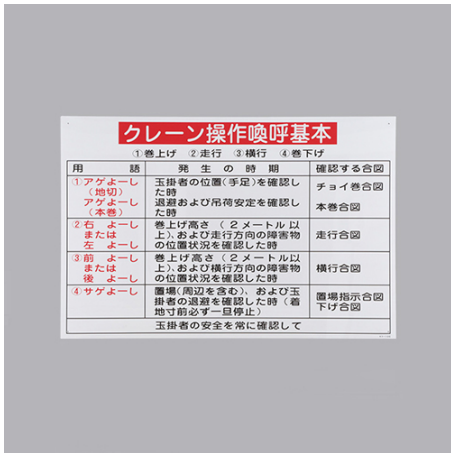 クレーン操作喚呼基本
①巻上げ ②走行 ③横行 ④巻下げ
用語 発生の時期 確認する合図
①アゲよーし
(地切)
アゲよーし
(本巻)
玉掛者の位置(手足)を確認し
た時
退避および吊荷安定を確認し
た時
チョイ巻合図
本巻合図
②右 よーし
または
左 よーし
巻上げ高さ(2メートル以
上)、および走行方向の障害物
の位置状況を確認した時
走行合図
③前 よーし
または
後 よーし
巻上げ高さ(2メートル以
上)、および横行方向の障害物
の位置状況を確認した時
横行合図
④サゲよーし
置場(周辺を含む)、および玉
掛者の退避を確認した時(着
地寸前必ず一旦停止)
置場指示合図
下げ合図
玉掛者の安全を常に確認して